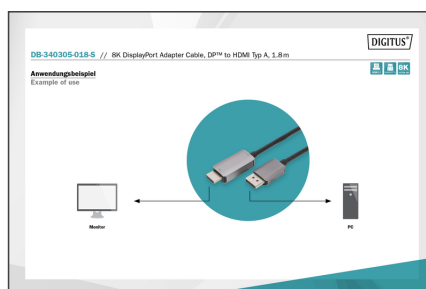 DIGITUS®
DB-340305-018-S // 8K DisplayPort Adapter Cable, DP™ to HDMI Typ A, 1.8 m
8K
Anwendungsbeispiel
Example of use
Monitor
PC